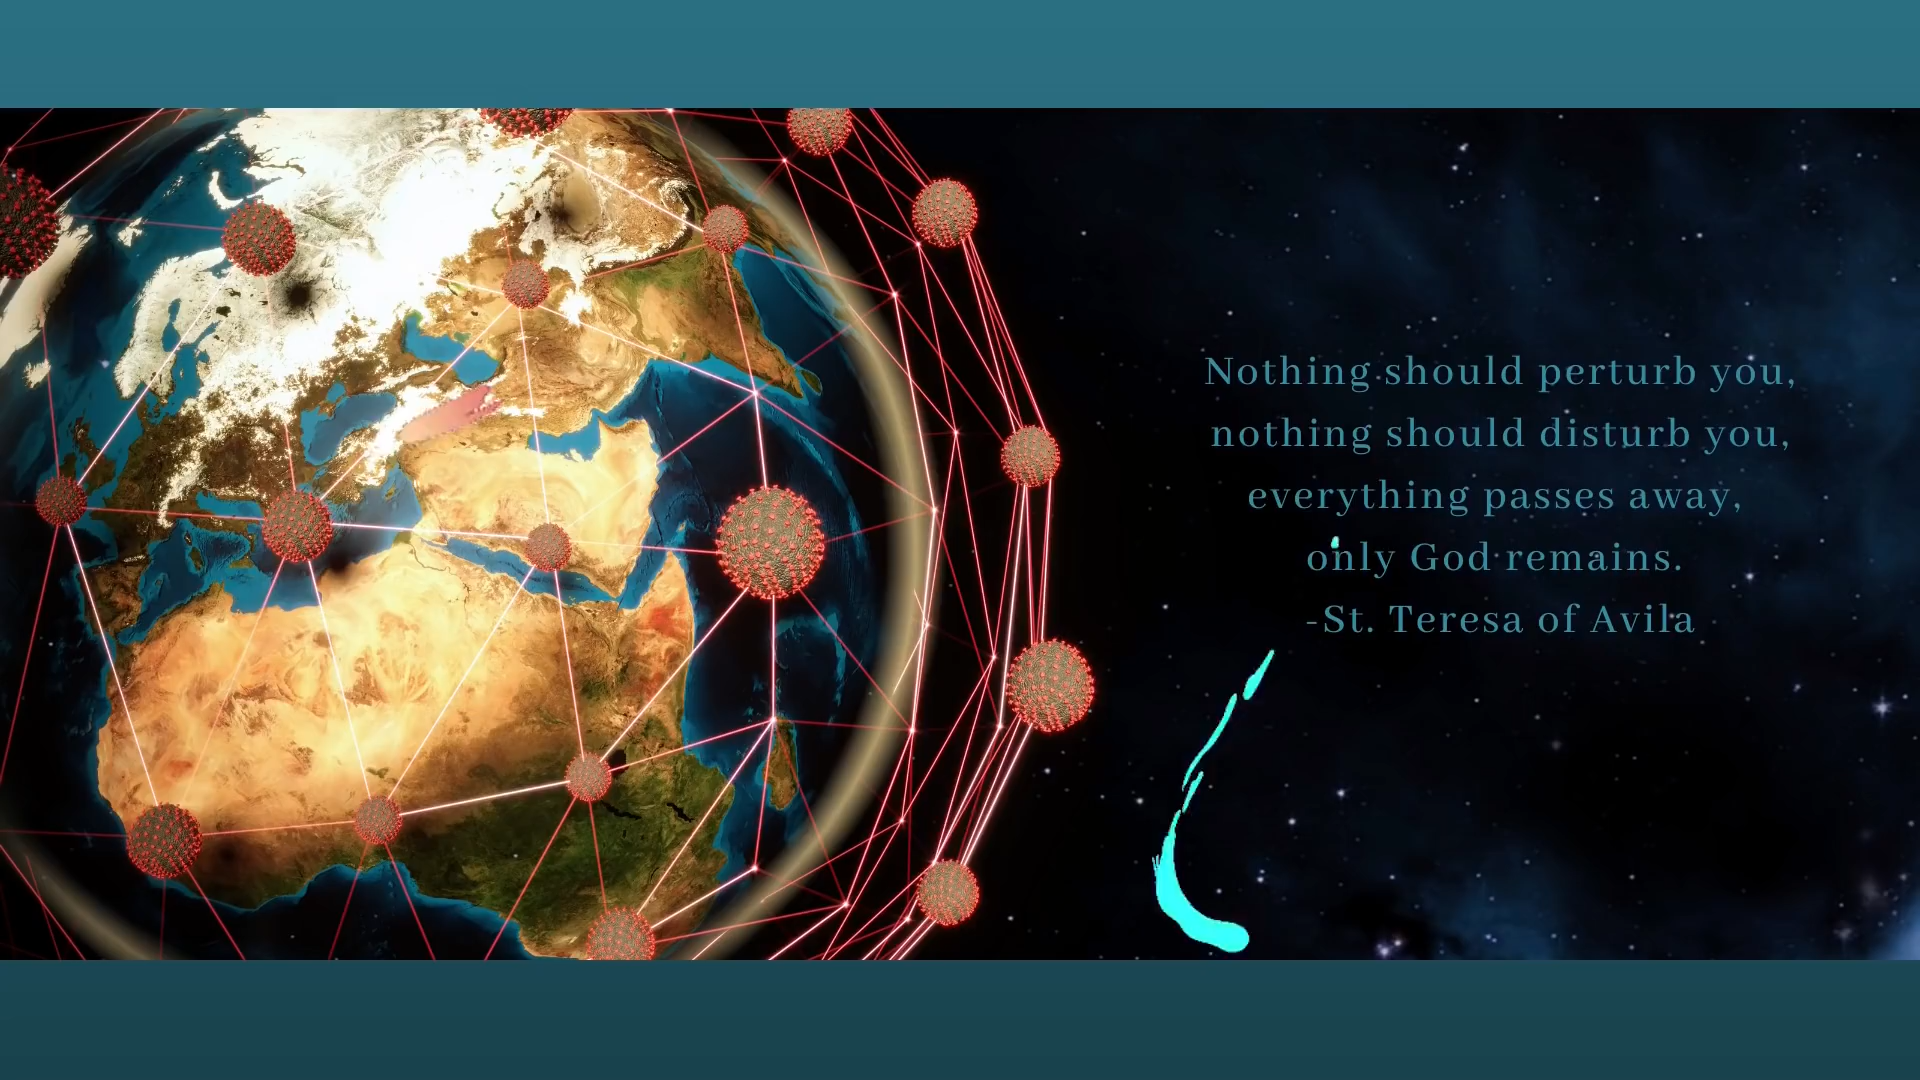 Nothing should perturb you,
nothing should disturb you,
everything passes away,
only God remains.
-St. Teresa of Avila